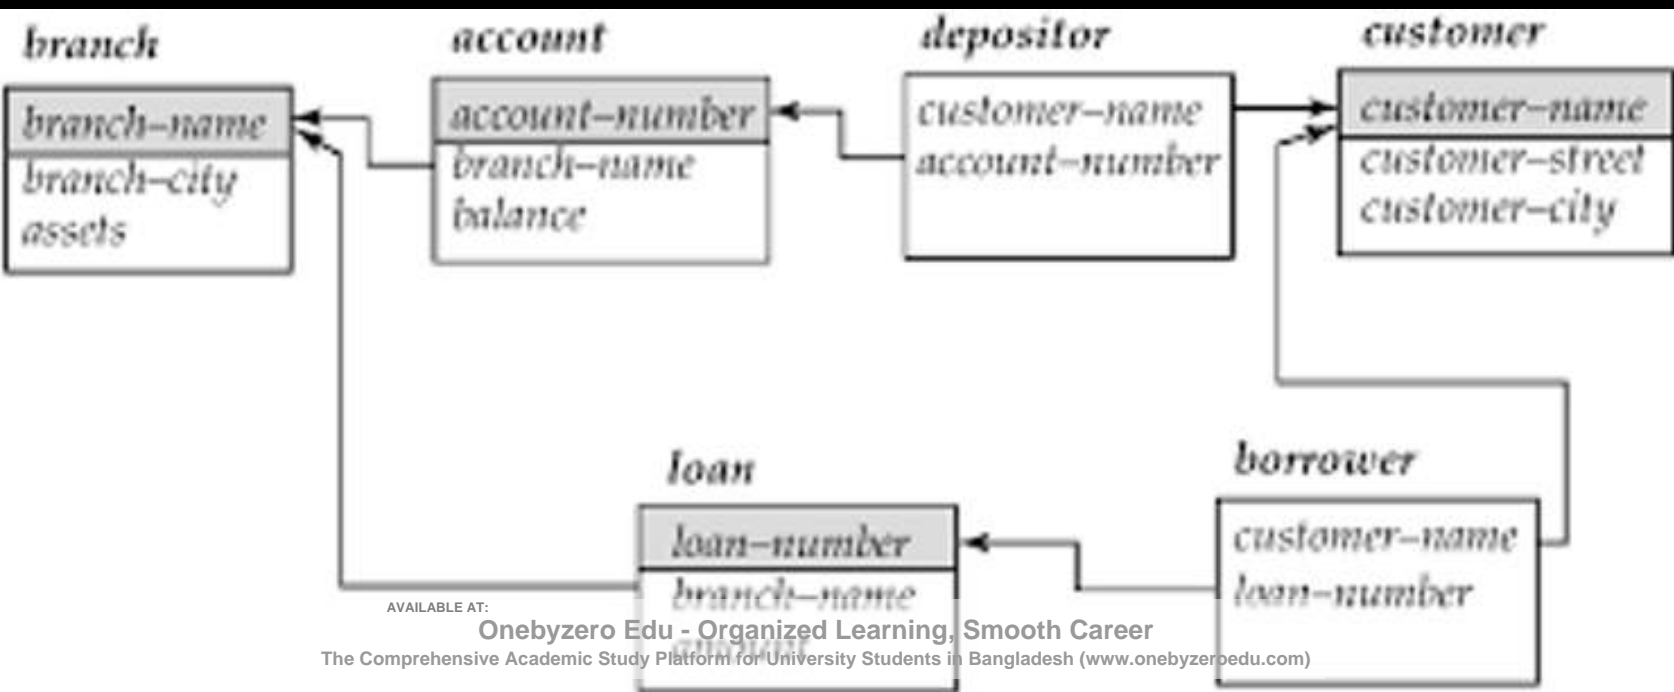 branch
branch-name
branch-city
assets
account
account-number
branch-name
balance
depositor
customer-name
account-number
customer
customer-name
customer-street
customer-city
loan
loan-number
branch-name
amount
borrower
customer-name
loan-number
AVAILABLE AT:
Onebyzero Edu - Organized Learning, Smooth Career
The Comprehensive Academic Study Platform for University Students in Bangladesh (www.onebyzeroedu.com)